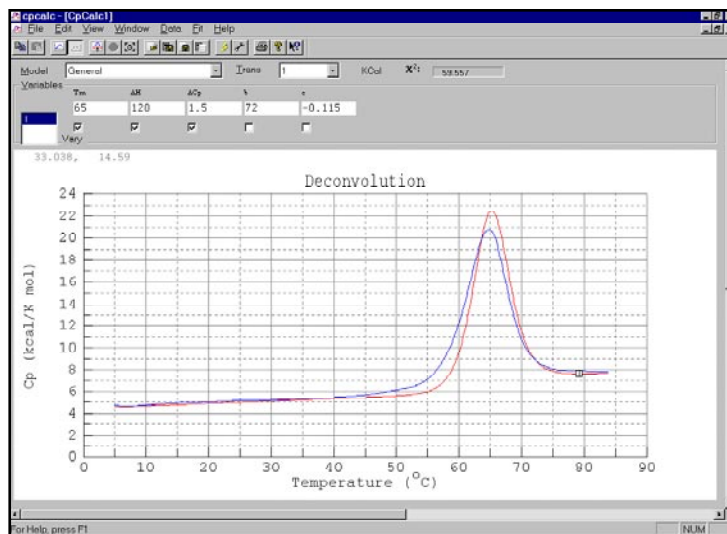 cpcalc - [CpCalc1]
File Edit View Window Data Fit Help
Model General Trans 1 KCal X²: 59.557
Variables
Tm ΔH ΔCp
1 65 120 1.5 72 -0.115
Vary
33.038, 14.59
Deconvolution
24
22
20
18
16
14
12
10
8
6
4
2
0
Cp (kcal/K mol)
0 10 20 30 40 50 60 70 80 90
Temperature (°C)
For Help, press F1 NUM